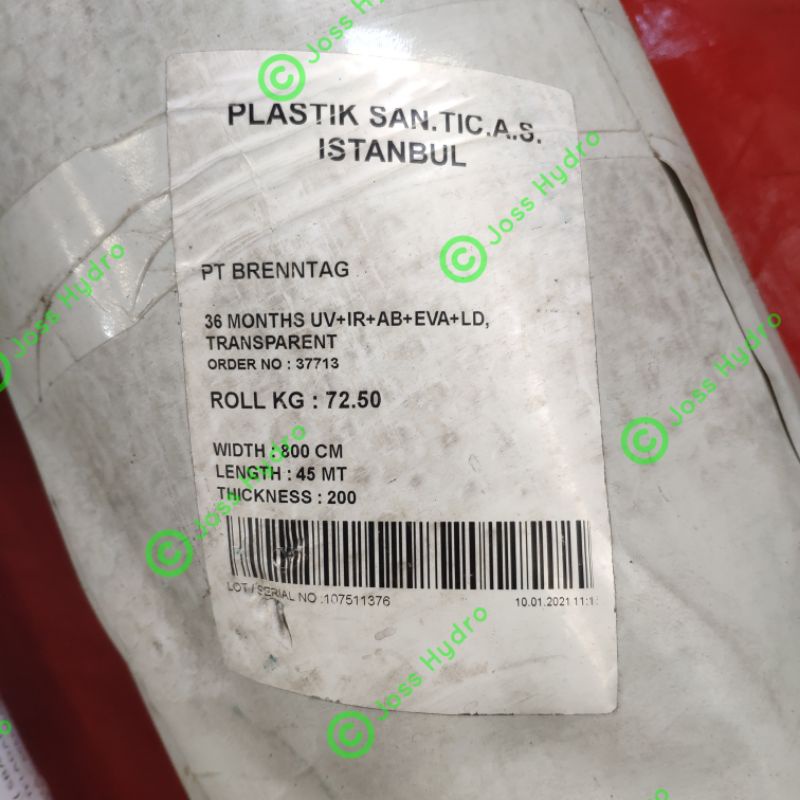 PLASTIK SAN.TIC.A.S.
ISTANBUL
PT BRENNTAG
36 MONTHS UV+IR+AB+EVA+LD,
TRANSPARENT
ORDER NO : 37713
ROLL KG : 72.50
WIDTH : 800 CM
LENGTH : 45 MT
THICKNESS : 200
LOT / SERIAL NO :107511376
10.01.2021 11:1
© Joss Hydro
© Joss Hydro
© Joss Hydro
© Joss Hydro
© Joss Hydro
Joss Hydro